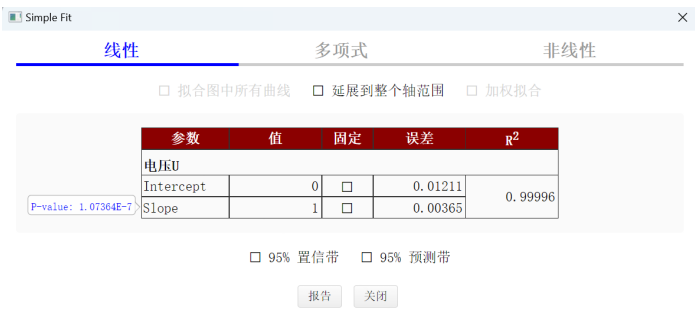 Simple Fit
线性 多项式 非线性
拟合图中所有曲线 延展到整个轴范围 加权拟合
参数 值 固定 误差 R²
电压U
Intercept 0 0.01211
0.99996
P-value: 1.07364E-7 Slope 1 0.00365
95% 置信带 95% 预测带
报告 关闭